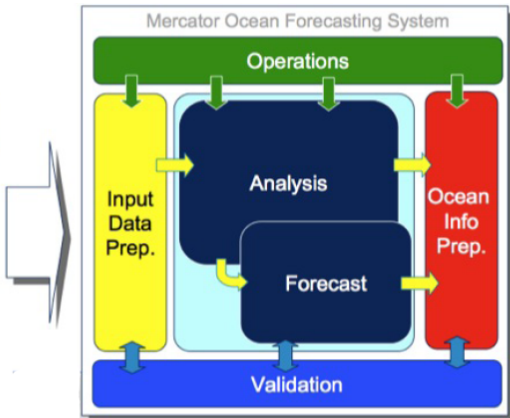 Mercator Ocean Forecasting System
Operations
Input
Data
Prep.
Analysis
Forecast
Ocean
Info
Prep.
Validation